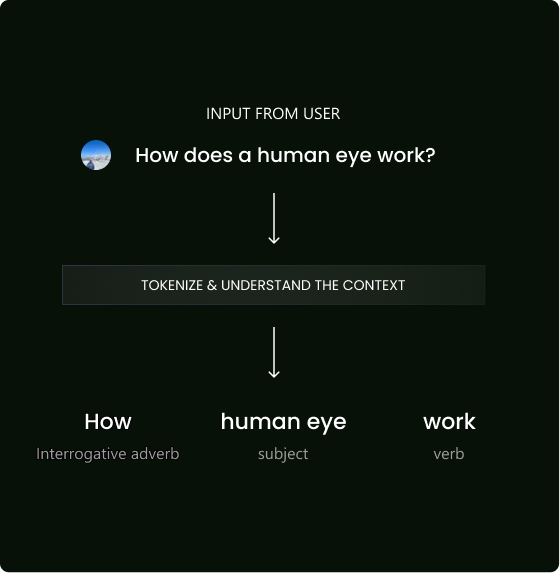 INPUT FROM USER
How does a human eye work?
TOKENIZE & UNDERSTAND THE CONTEXT
How human eye work
Interrogative adverb subject verb